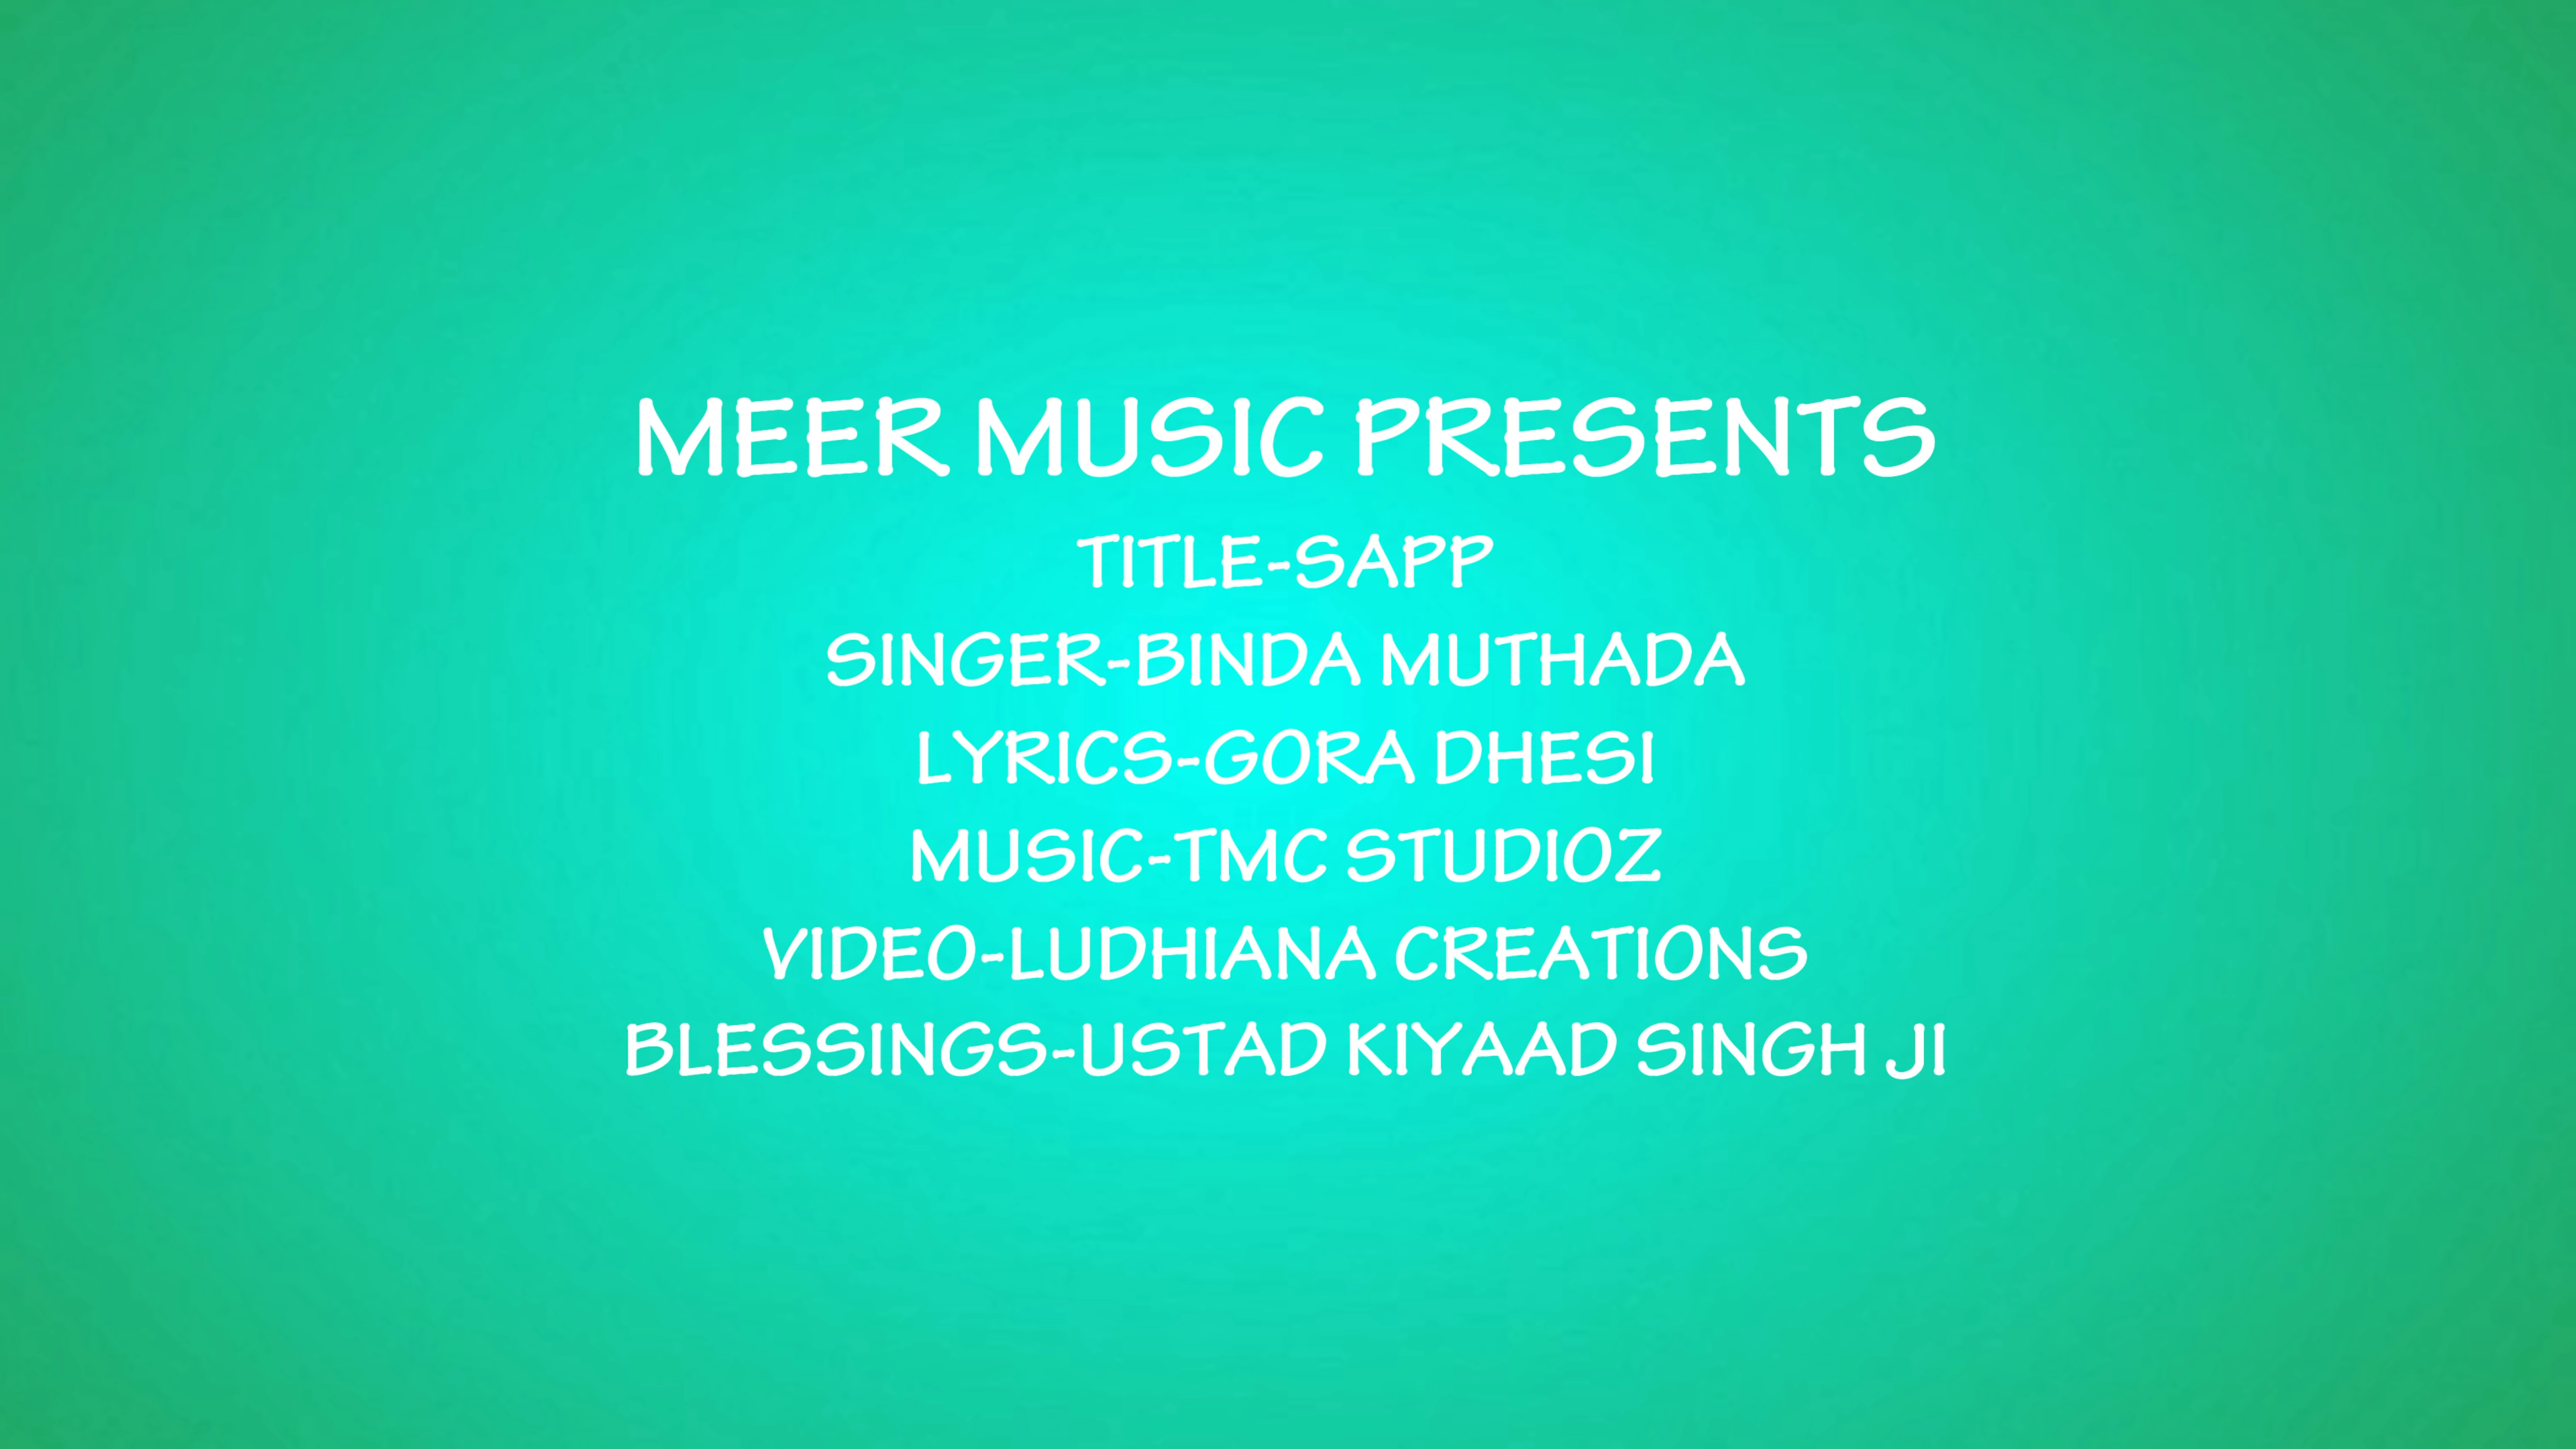 MEER MUSIC PRESENTS
TITLE-SAPP
SINGER-BINDA MUTHADA
LYRICS-GORA DHESI
MUSIC-TMC STUDIOZ
VIDEO-LUDHIANA CREATIONS
BLESSINGS-USTAD KIYAAD SINGH JI